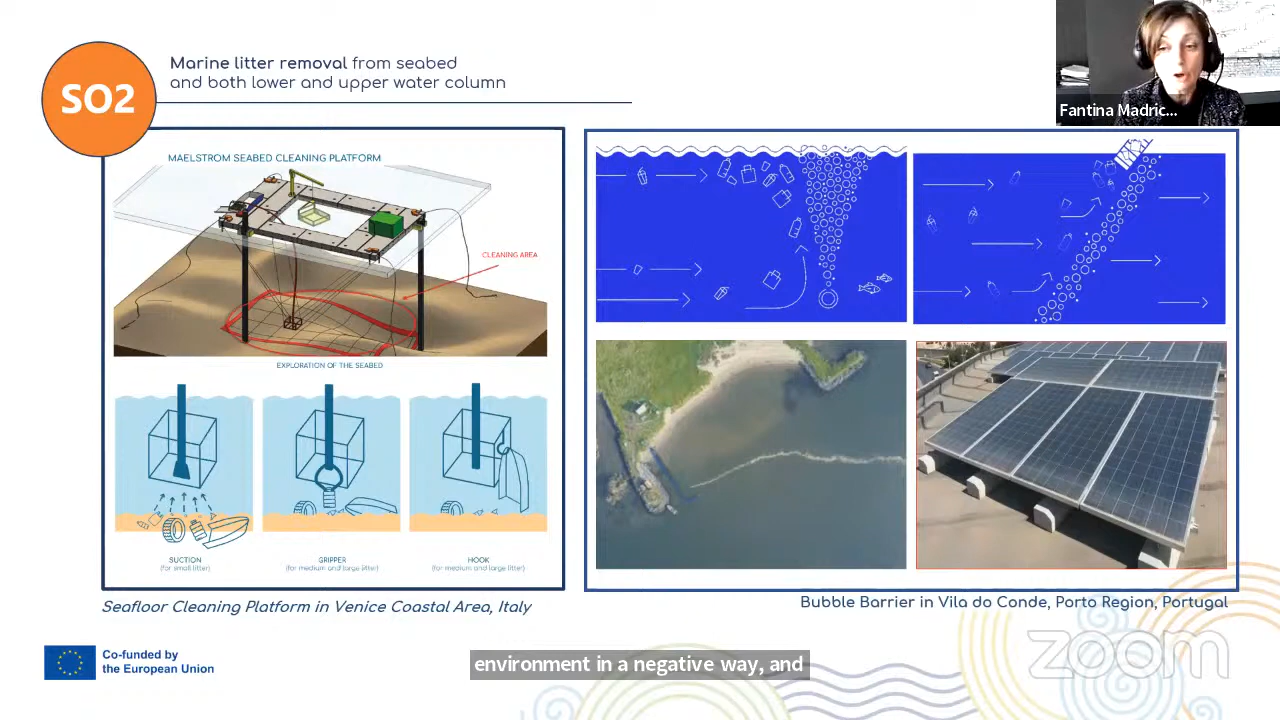 SO2
Marine litter removal from seabed
and both lower and upper water column
Fantina Madric...
MAELSTROM SEABED CLEANING PLATFORM
CLEANING AREA
EXPLORATION OF THE SEABED
SUCTION
(for small litter)
GRIPPER
(for medium and large litter)
HOOK
(for medium and large litter)
Seafloor Cleaning Platform in Venice Coastal Area, Italy
Bubble Barrier in Vila do Conde, Porto Region, Portugal
Co-funded by
the European Union
environment in a negative way, and
zoom